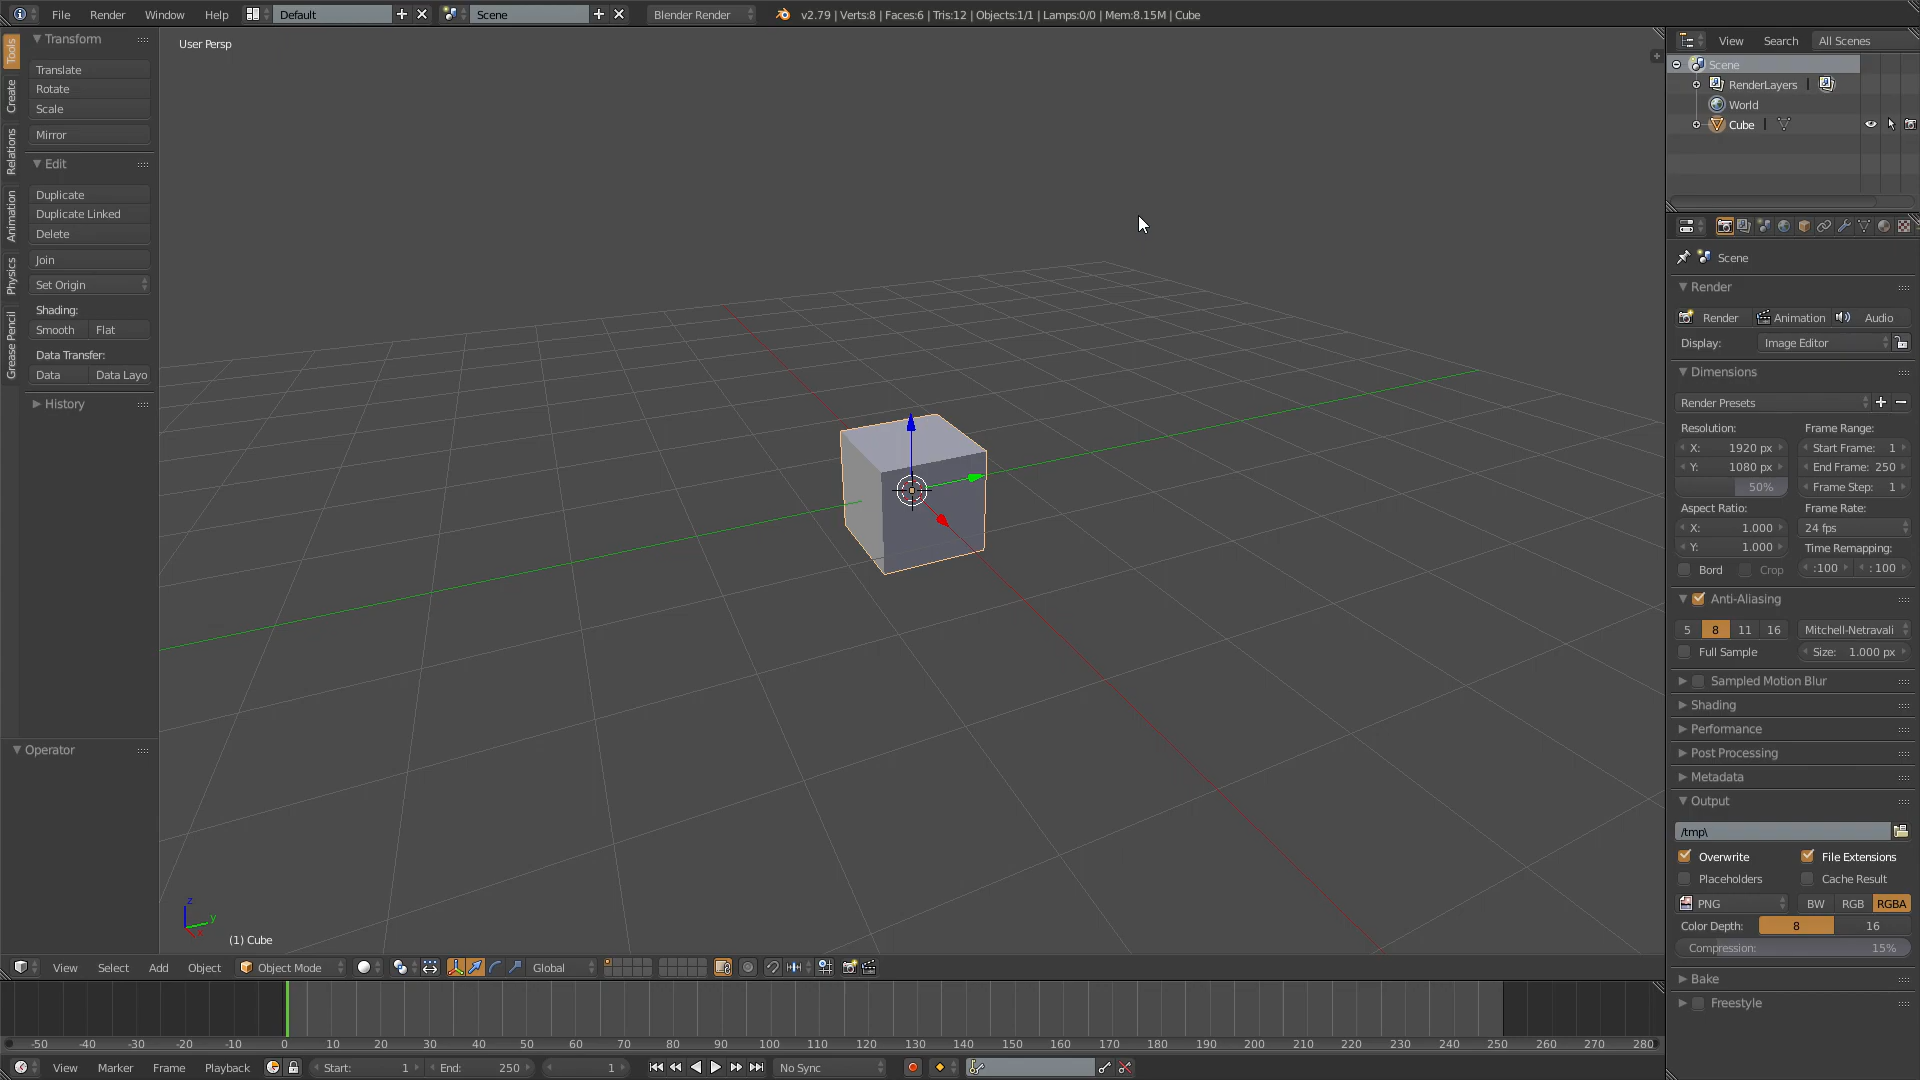 File Render Window Help Default Scene Blender Render v2.79 | Verts:8 | Faces:6 | Tris:12 | Objects:1/1 | Lamps:0/0 | Mem:8.15M | Cube
Tools
Create
Relations
Animation
Physics
Grease Pencil
Transform
Translate
Rotate
Scale
Mirror
Edit
Duplicate
Duplicate Linked
Delete
Join
Set Origin
Shading:
Smooth Flat
Data Transfer:
Data Data Layo
History
Operator
User Persp
z
y
x
(1) Cube
View Select Add Object Object Mode Global
-50 -40 -30 -20 -10 0 10 20 30 40 50 60 70 80 90 100 110 120 130 140 150 160 170 180 190 200 210 220 230 240 250 260 270 280
View Marker Frame Playback Start: 1 End: 250 1 No Sync
View Search All Scenes
Scene
RenderLayers |
World
Cube |
Scene
Render
Render Animation Audio
Display: Image Editor
Dimensions
Render Presets
Resolution: Frame Range:
X: 1920 px Start Frame: 1
Y: 1080 px End Frame: 250
50% Frame Step: 1
Aspect Ratio: Frame Rate:
X: 1.000 24 fps
Y: 1.000 Time Remapping:
Bord Crop :100 :100
Anti-Aliasing
5 8 11 16 Mitchell-Netravali
Full Sample Size: 1.000 px
Sampled Motion Blur
Shading
Performance
Post Processing
Metadata
Output
/tmp\
Overwrite File Extensions
Placeholders Cache Result
PNG BW RGB RGBA
Color Depth: 8 16
Compression: 15%
Bake
Freestyle